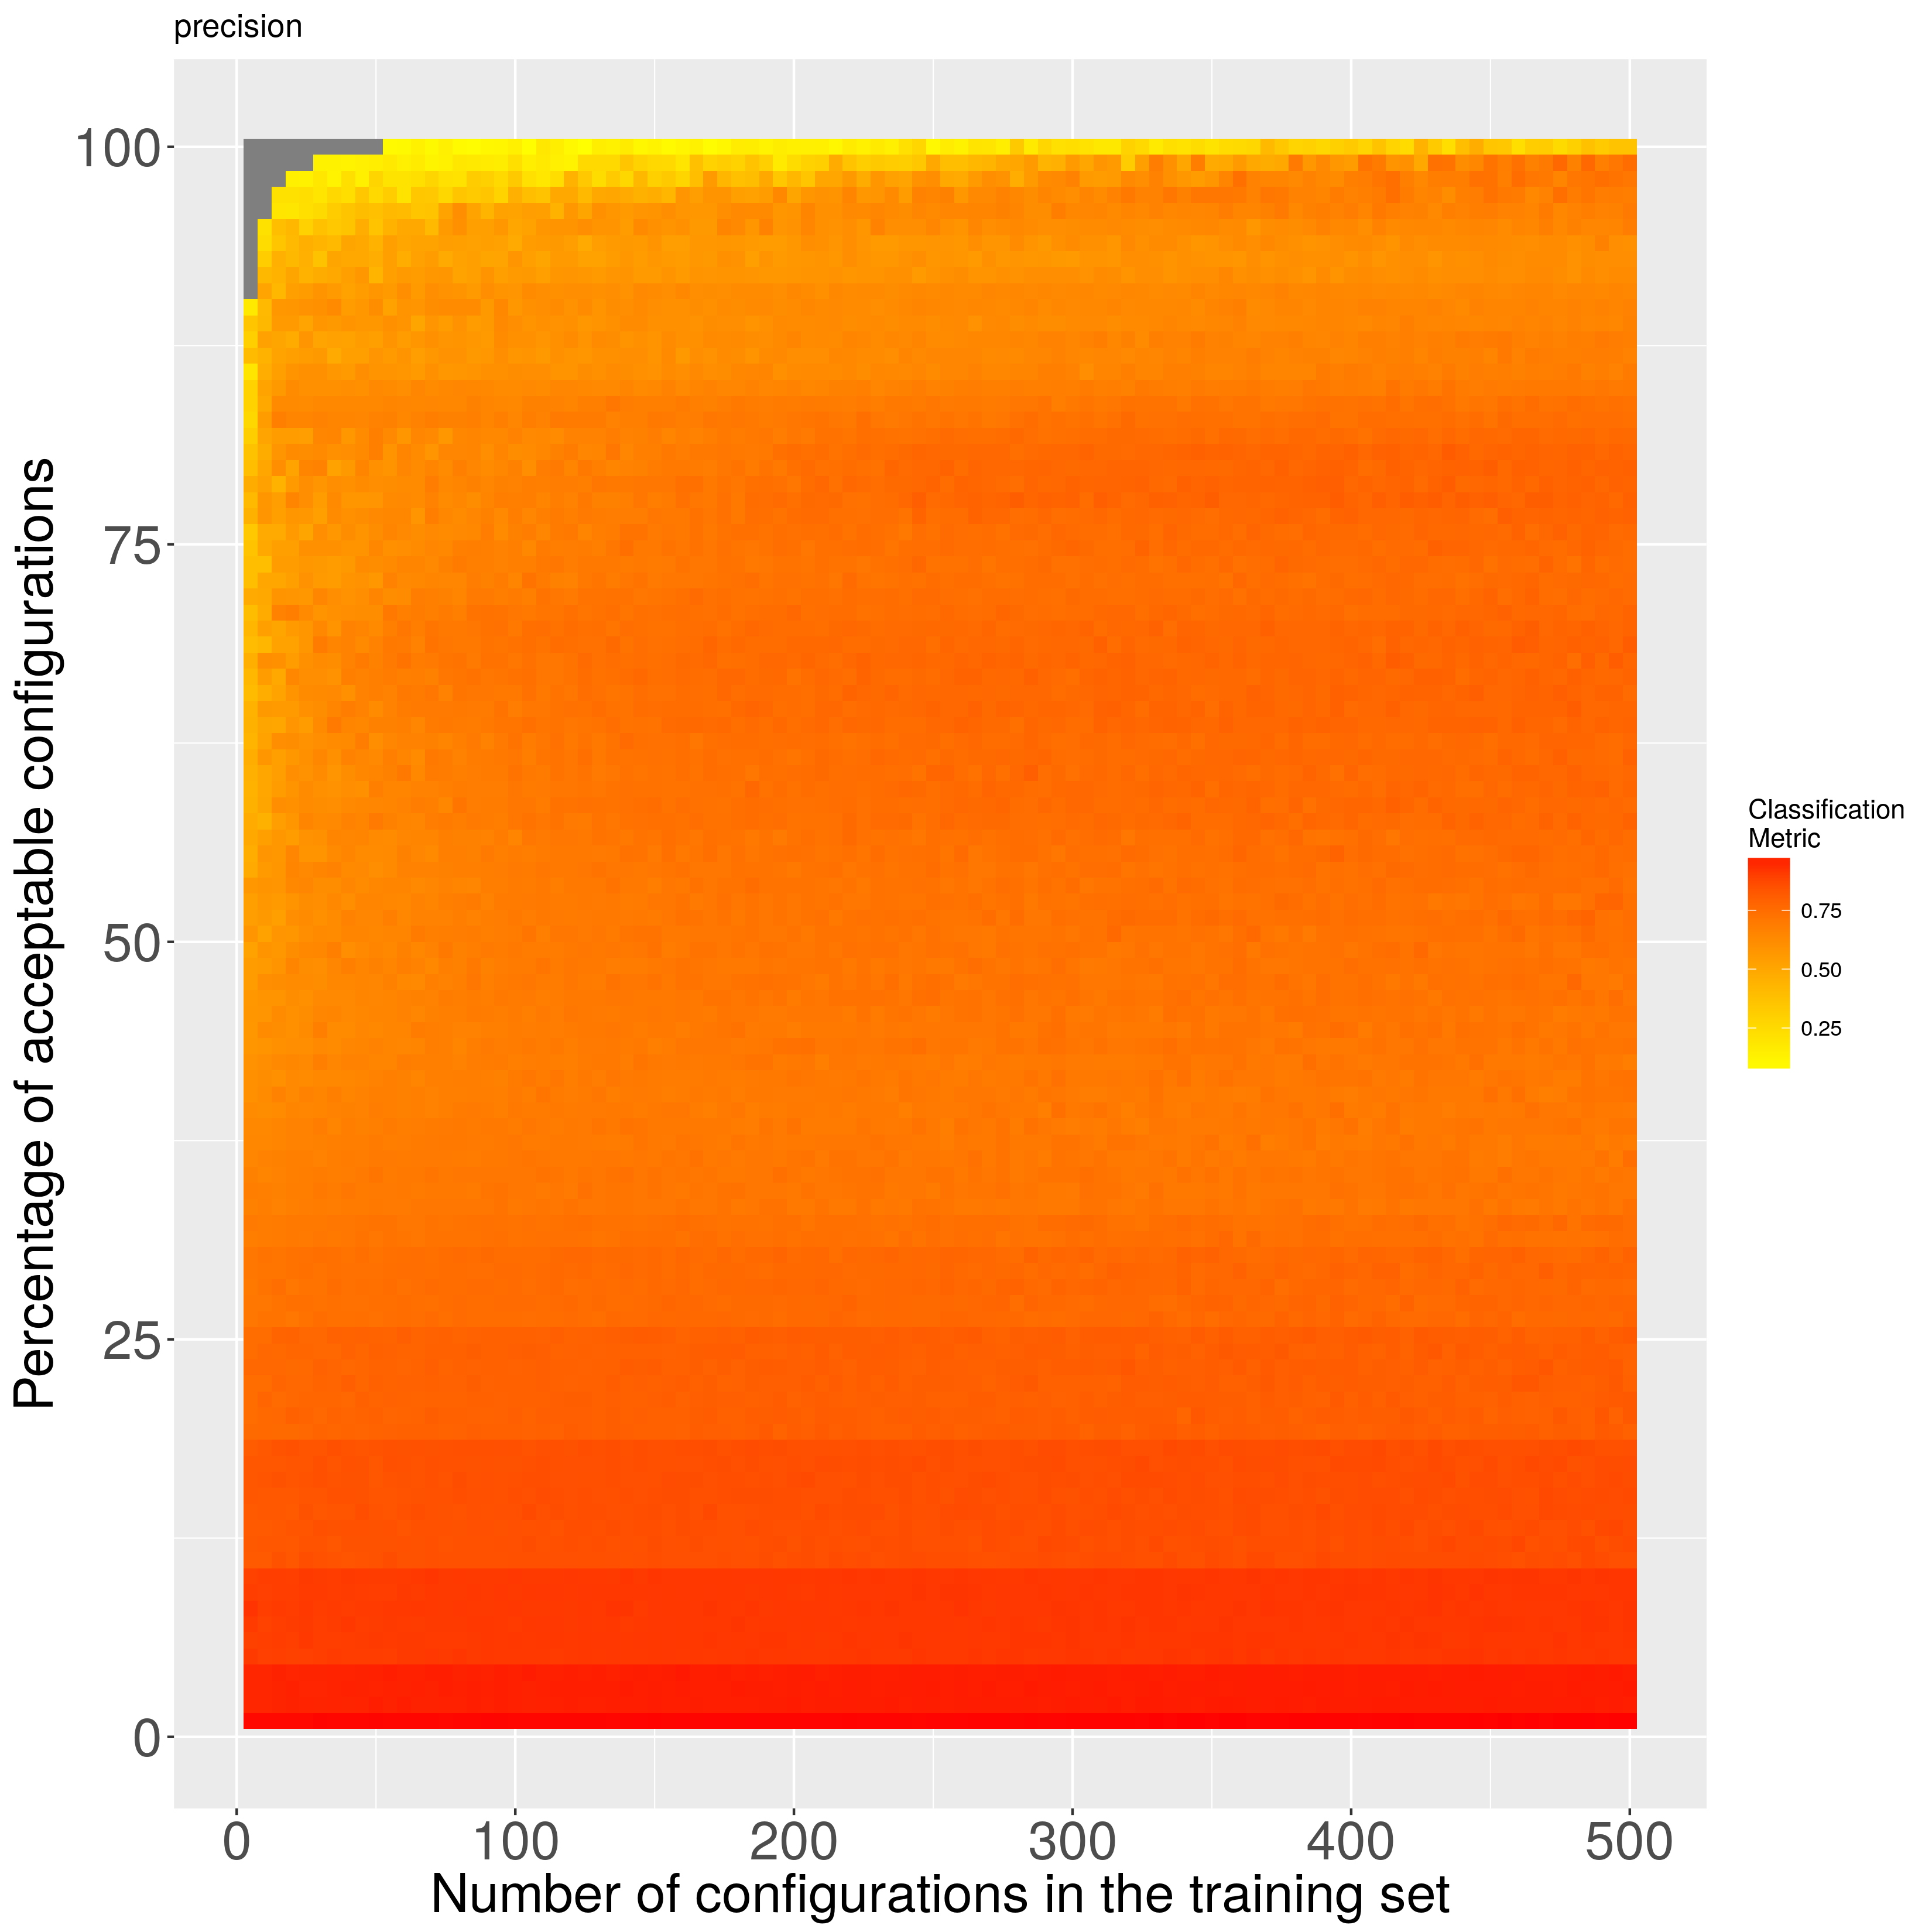 precision
100
75
50
25
0
Percentage of acceptable configurations
0 100 200 300 400 500
Number of configurations in the training set
Classification
Metric
0.75
0.50
0.25